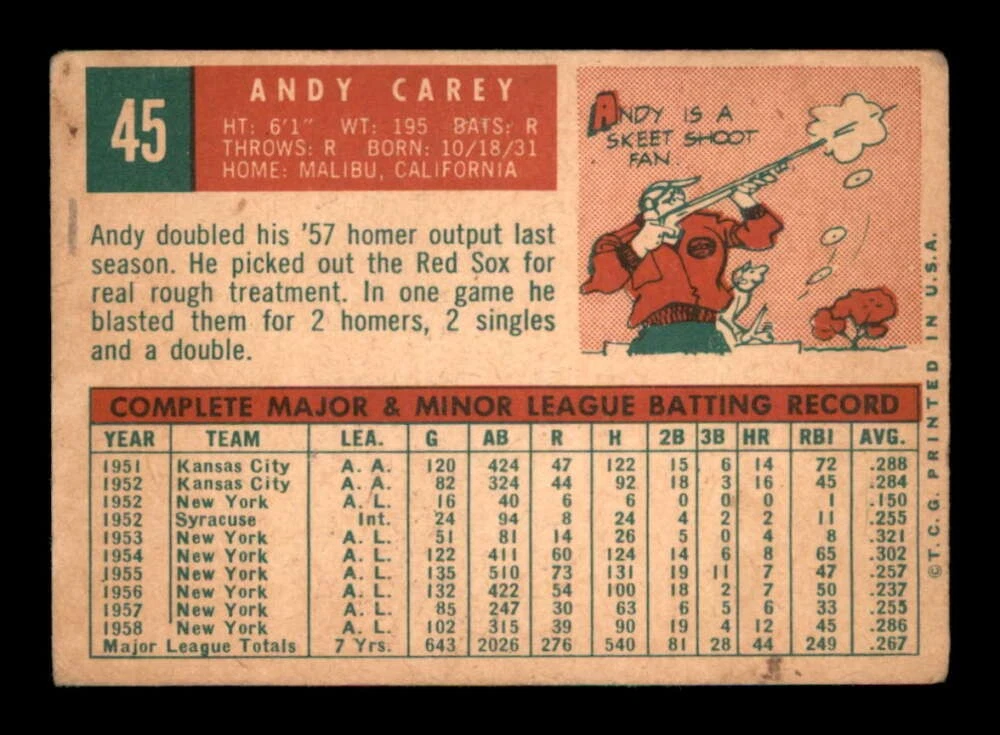 45
ANDY CAREY
HT: 6'1" WT: 195 BATS: R
THROWS: R BORN: 10/18/31
HOME: MALIBU, CALIFORNIA
ANDY IS A
SKEET SHOOT
FAN.
Andy doubled his '57 homer output last
season. He picked out the Red Sox for
real rough treatment. In one game he
blasted them for 2 homers, 2 singles
and a double.
COMPLETE MAJOR & MINOR LEAGUE BATTING RECORD
YEAR TEAM LEA. G AB R H 2B 3B HR RBI AVG.
1951 Kansas City A. A. 120 424 47 122 15 6 14 72 .288
1952 Kansas City A. A. 82 324 44 92 18 3 16 45 .284
1952 New York A. L. 16 40 6 6 0 0 0 1 .150
1952 Syracuse Int. 24 94 8 24 4 2 2 11 .255
1953 New York A. L. 51 81 14 26 5 0 4 8 .321
1954 New York A. L. 122 411 60 124 14 6 8 65 .302
1955 New York A. L. 135 510 73 131 19 11 7 47 .257
1956 New York A. L. 132 422 54 100 18 2 7 50 .237
1957 New York A. L. 85 247 30 63 6 5 6 33 .255
1958 New York A. L. 102 315 39 90 19 4 12 45 .286
Major League Totals 7 Yrs. 643 2026 276 540 81 28 44 249 .267
©T.C.G. PRINTED IN U.S.A.